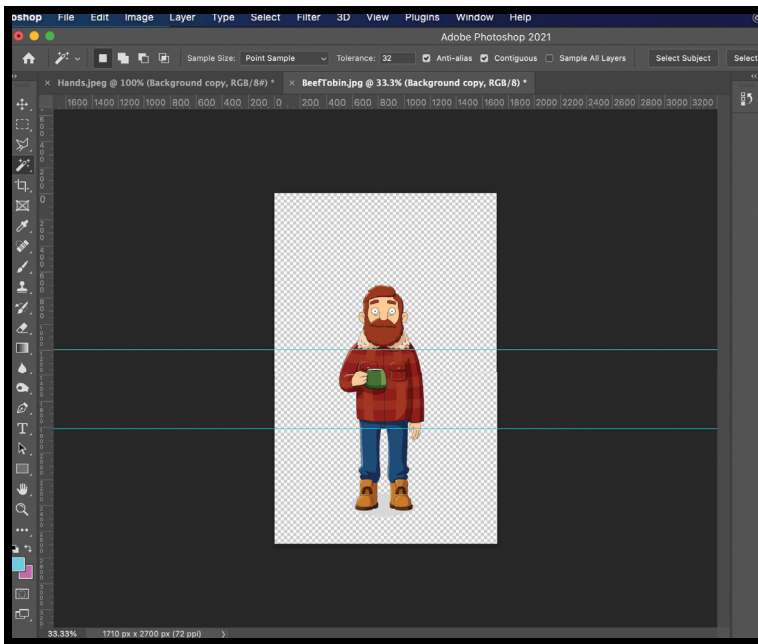 oshop File Edit Image Layer Type Select Filter 3D View Plugins Window Help
Adobe Photoshop 2021
Sample Size: Point Sample Tolerance: 32 Anti-alias Contiguous Sample All Layers Select Subject Select
× Hands.jpeg @ 100% (Background copy, RGB/8#) * × BeefTobin.jpg @ 33.3% (Background copy, RGB/8) *
1600 1400 1200 1000 800 600 400 200 0 200 400 600 800 1000 1200 1400 1600 1800 2000 2200 2400 2600 2800 3000 3200
T
33.33% 1710 px x 2700 px (72 ppi)